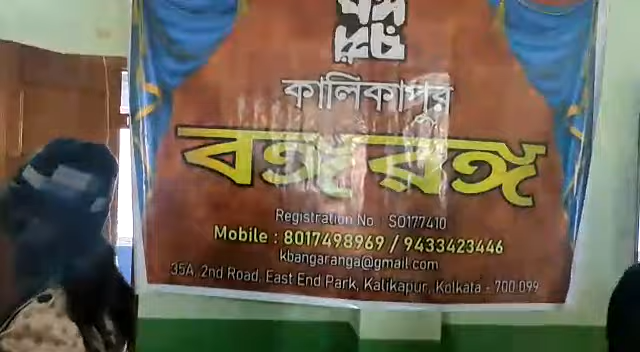 কালিকাপুর
বঙ্গরঙ্গ
Registration No : SO177410
Mobile : 8017498969 / 9433423446
kbangaranga@gmail.com
35A ,2nd Road, East End Park, Kalikapur, Kolkata - 700 099